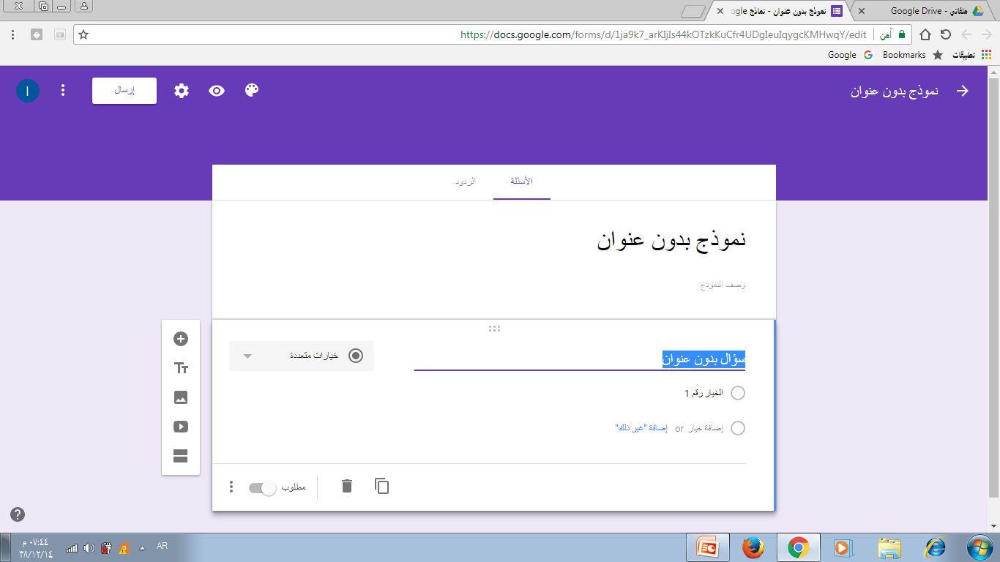 ملفاتي - Google Drive
نموذج بدون عنوان - نماذج ogle
آمن
https://docs.google.com/forms/d/1ja9k7_arKIjIs44kOTzkKuCfr4UDgIeuIqygcKMHwqY/edit
تطبيقات
Bookmarks
Google
نموذج بدون عنوان
إرسال
I
الأسئلة
الردود
نموذج بدون عنوان
وصف النموذج
سؤال بدون عنوان
خيارات متعددة
الخيار رقم 1
إضافة خيار or إضافة "غير ذلك"
مطلوب
AR
٠٧:٤٤ م
٣٨/١٢/١٤